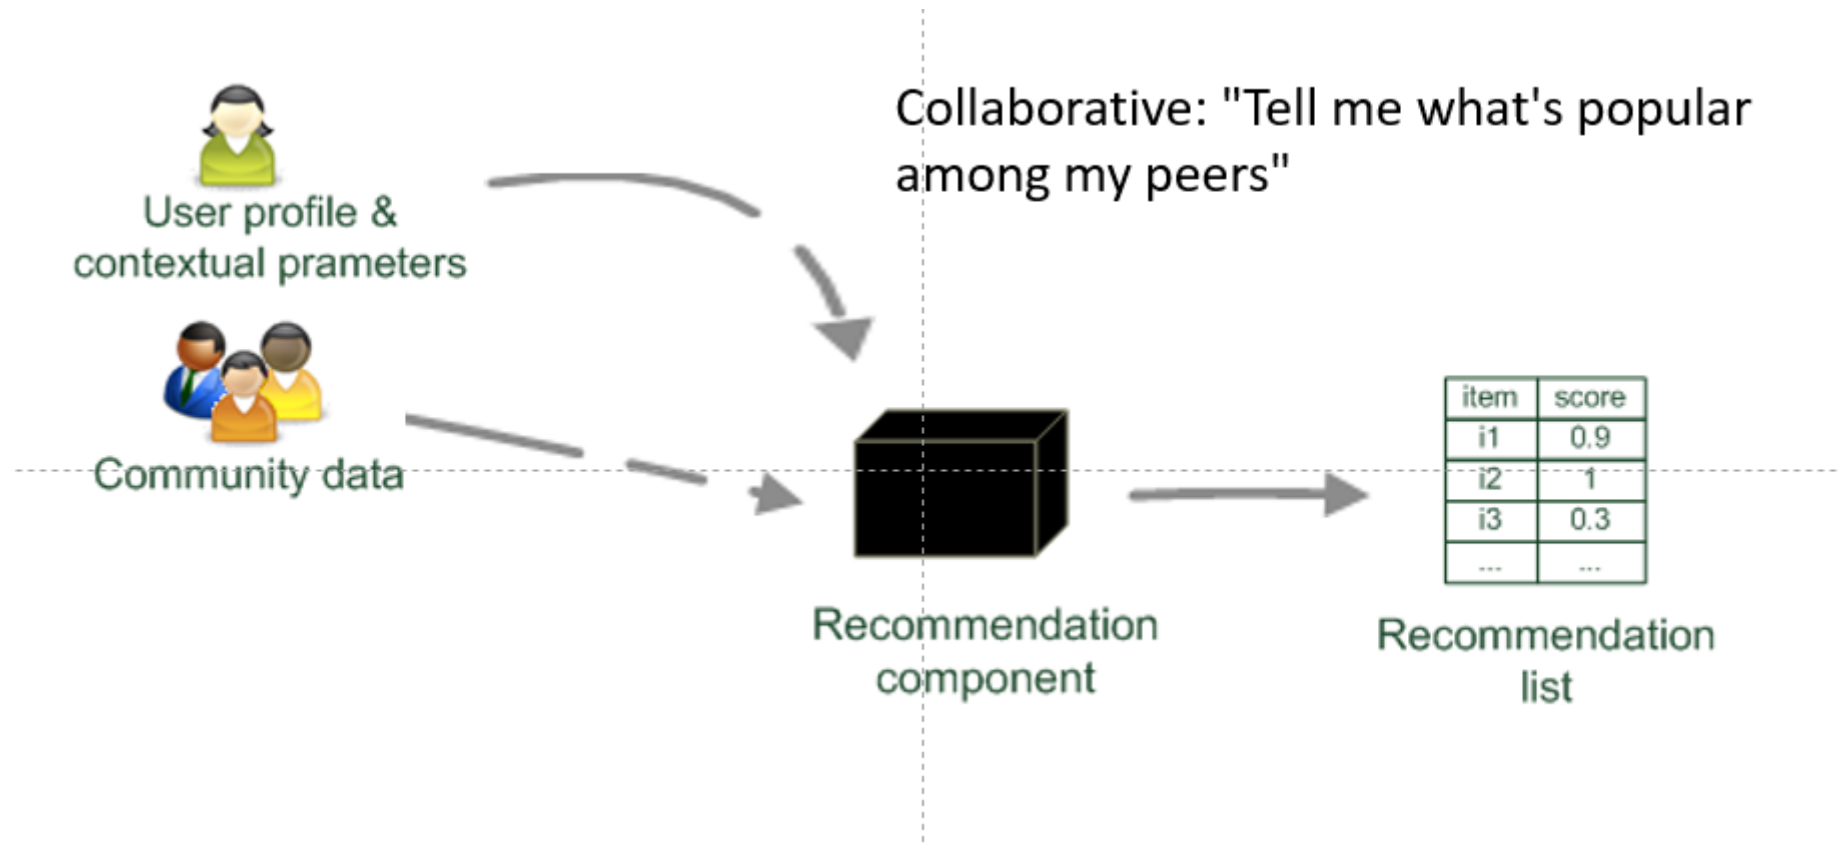 Collaborative: "Tell me what's popular
among my peers"
User profile &
contextual prameters
Community data
item score
i1 0.9
i2 1
i3 0.3
... ...
Recommendation
component
Recommendation
list